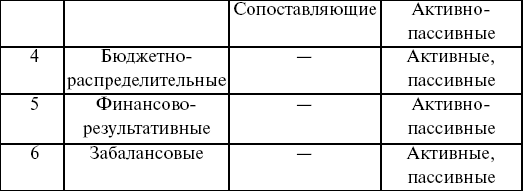 Сопоставляющие Активно-
пассивные
4 Бюджетно- — Активные,
распределительные пассивные
5 Финансово- — Активно-
результативные пассивные
6 Забалансовые — Активные,
пассивные